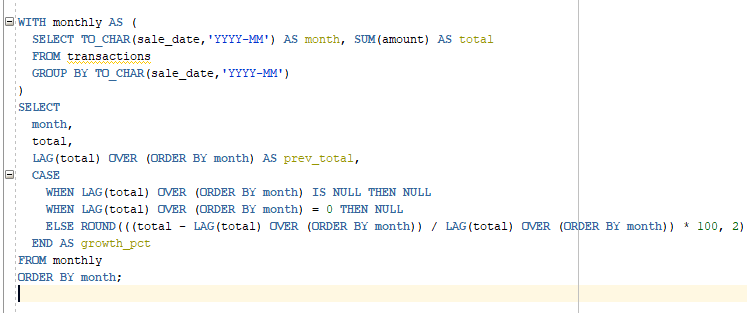 WITH monthly AS (
  SELECT TO_CHAR(sale_date,'YYYY-MM') AS month, SUM(amount) AS total
  FROM transactions
  GROUP BY TO_CHAR(sale_date,'YYYY-MM')
)
SELECT
  month,
  total,
  LAG(total) OVER (ORDER BY month) AS prev_total,
  CASE
    WHEN LAG(total) OVER (ORDER BY month) IS NULL THEN NULL
    WHEN LAG(total) OVER (ORDER BY month) = 0 THEN NULL
    ELSE ROUND(((total - LAG(total) OVER (ORDER BY month)) / LAG(total) OVER (ORDER BY month)) * 100, 2)
  END AS growth_pct
FROM monthly
ORDER BY month;